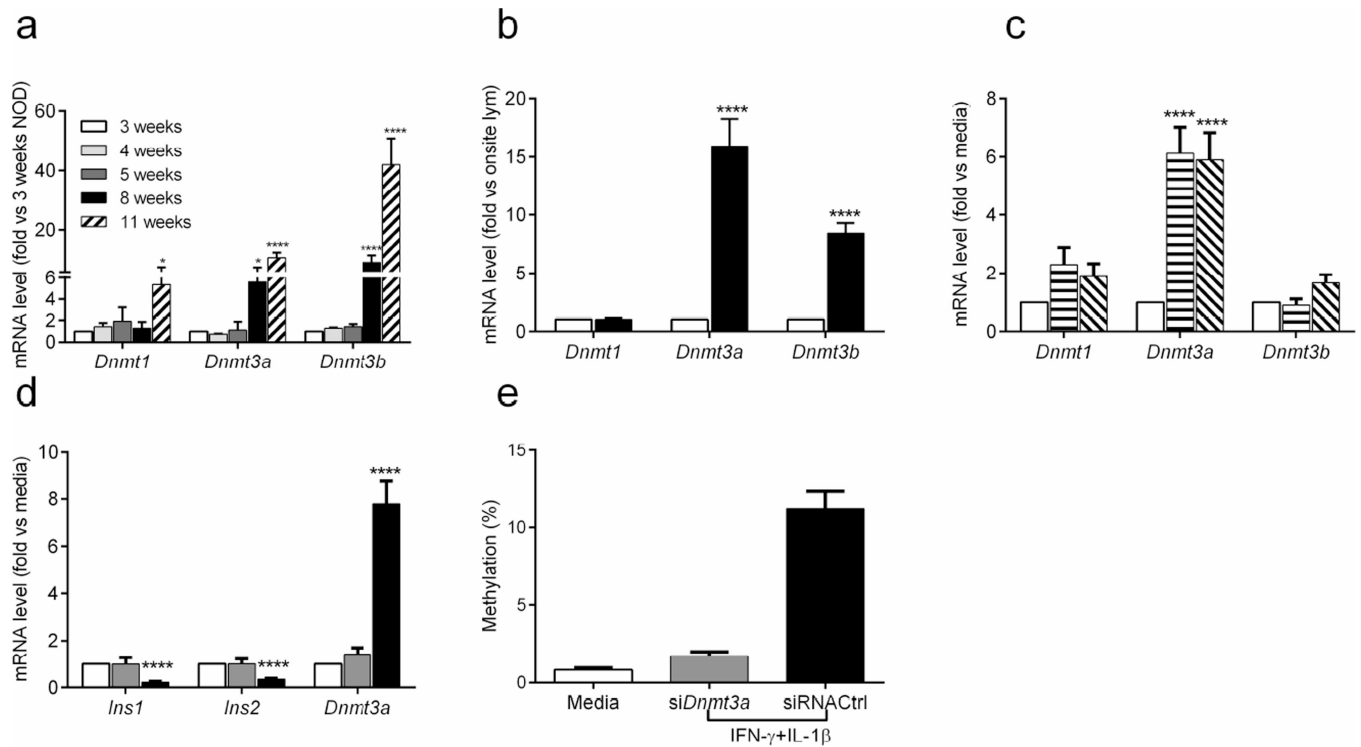 a
mRNA level (fold vs 3 weeks NOD)
60
40
20
6
4
2
0
3 weeks
4 weeks
5 weeks
8 weeks
11 weeks
*
*
****
****
****
Dnmt1
Dnmt3a
Dnmt3b
b
mRNA level (fold vs onsite lym)
20
15
10
5
0
****
****
Dnmt1
Dnmt3a
Dnmt3b
c
mRNA level (fold vs media)
8
6
4
2
0
****
****
Dnmt1
Dnmt3a
Dnmt3b
d
mRNA level (fold vs media)
10
8
6
4
2
0
****
****
****
Ins1
Ins2
Dnmt3a
e
Methylation (%)
15
10
5
0
Media
siDnmt3a
siRNACtrl
IFN-γ+IL-1β